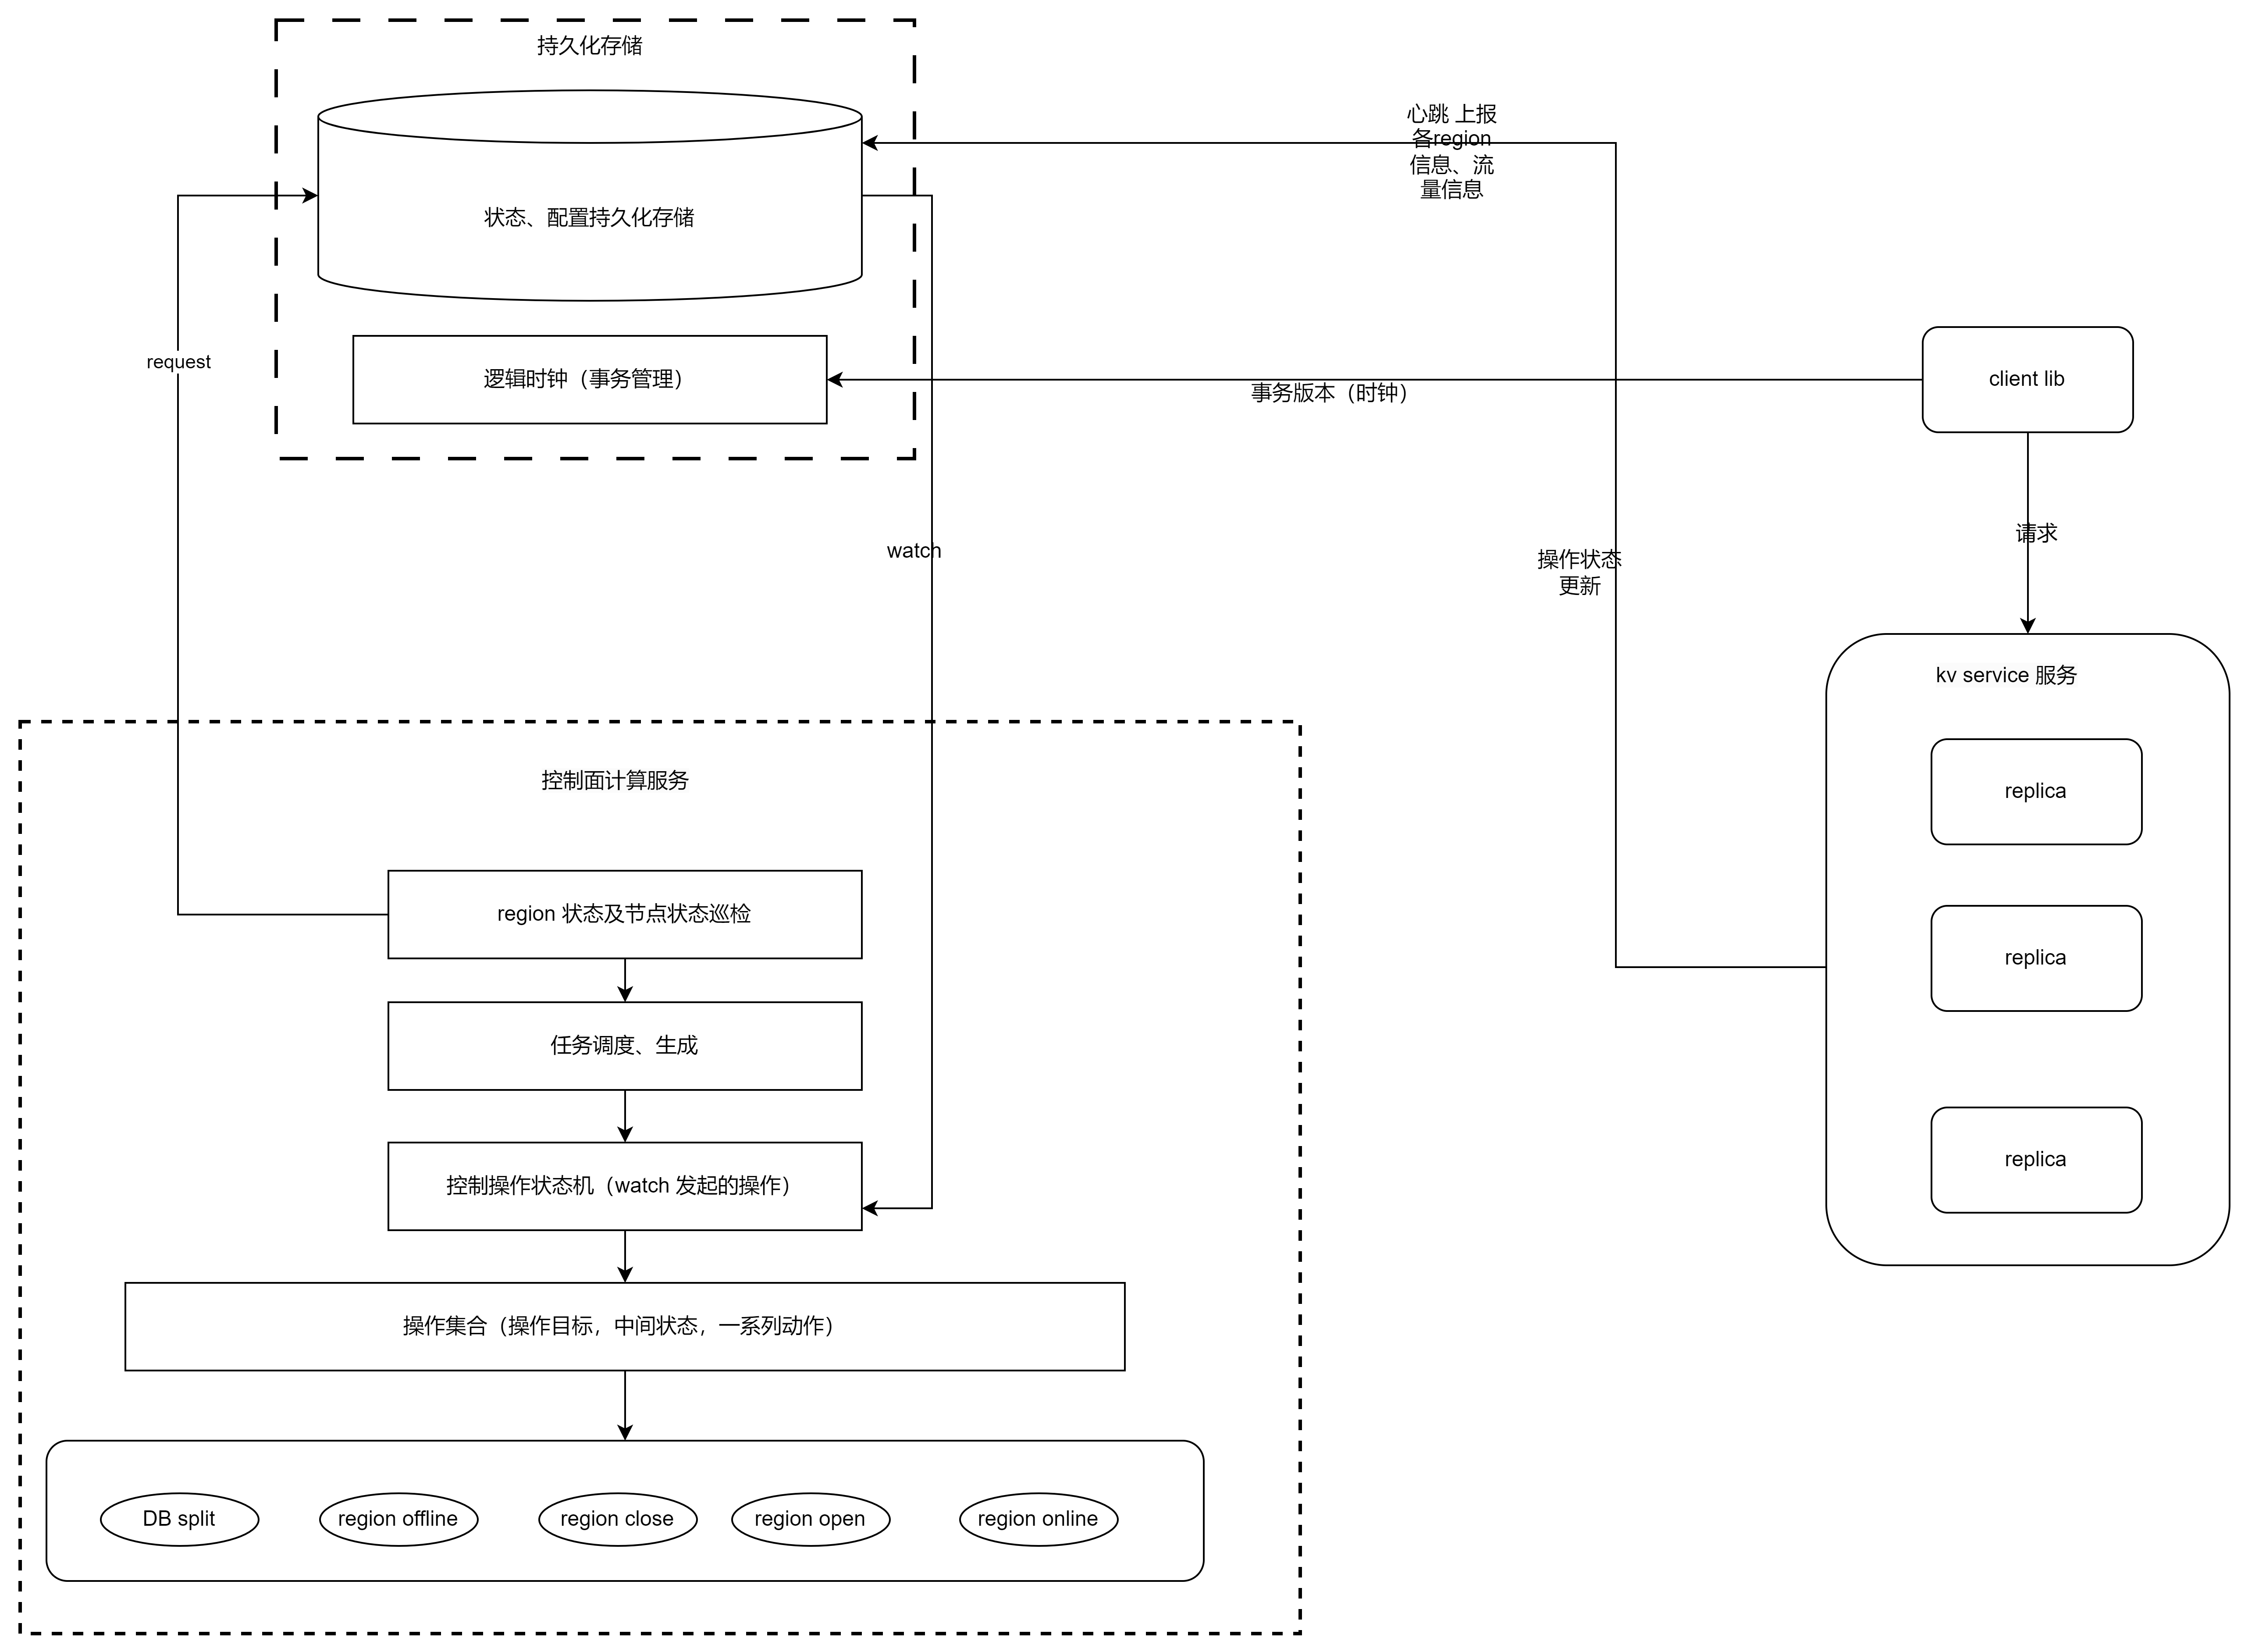 持久化存储
心跳 上报
各region
信息、流
量信息
状态、配置持久化存储
request
逻辑时钟（事务管理）
事务版本（时钟）
client lib
watch
操作状态
更新
请求
kv service 服务
控制面计算服务
replica
region 状态及节点状态巡检
replica
任务调度、生成
replica
控制操作状态机（watch 发起的操作）
操作集合（操作目标，中间状态，一系列动作）
DB split
region offline
region close
region open
region online